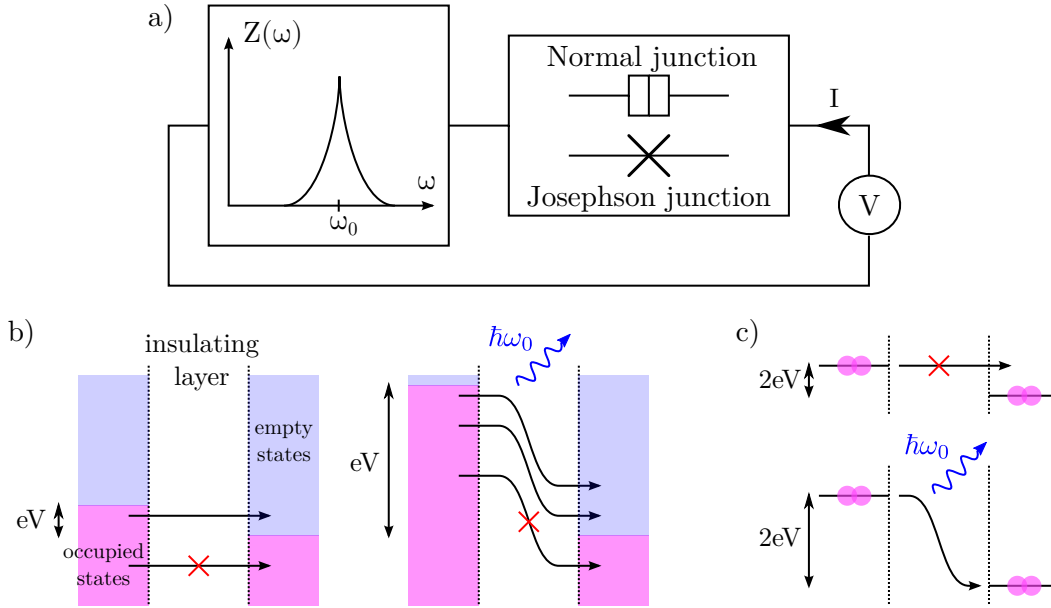 a)
Z(ω)
ω
ω₀
Normal junction
Josephson junction
I
V
b)
insulating
layer
empty
states
eV
occupied
states
ħω₀
eV
c)
2eV
ħω₀
2eV